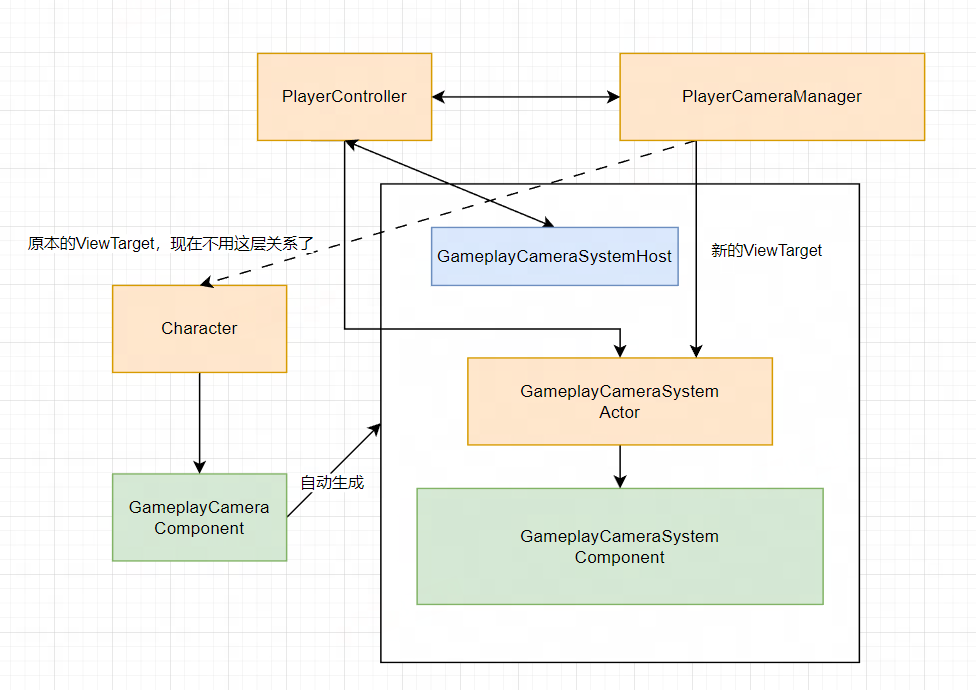 PlayerController
PlayerCameraManager
原本的ViewTarget，现在不用这层关系了
GameplayCameraSystemHost
新的ViewTarget
Character
GameplayCameraSystem
Actor
自动生成
GameplayCamera
Component
GameplayCameraSystem
Component